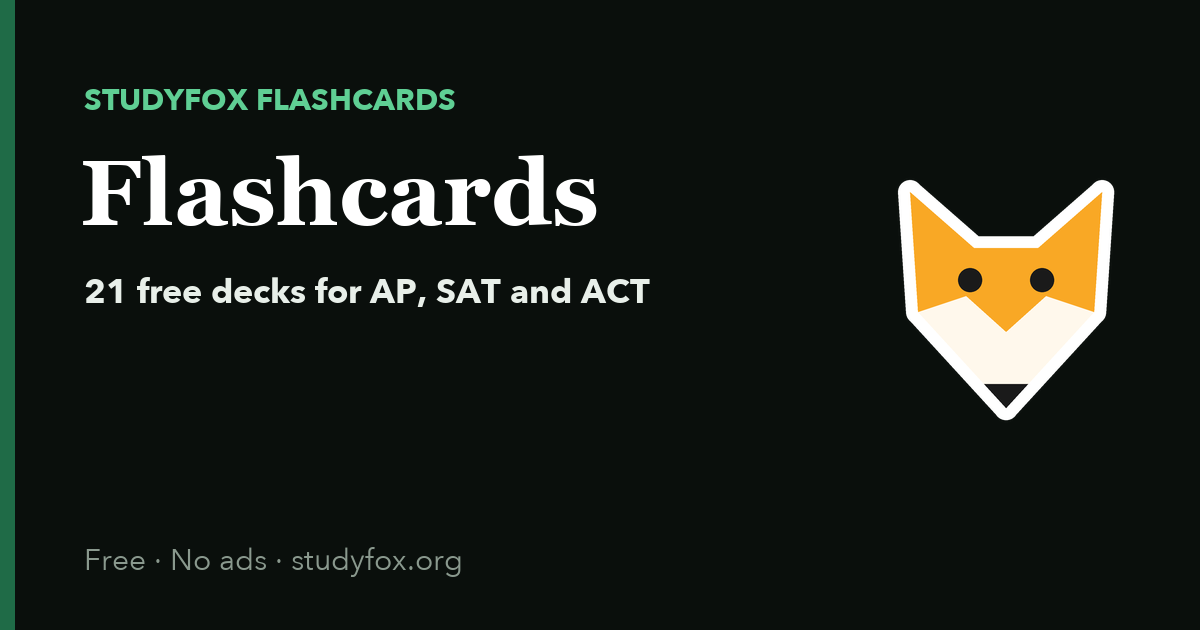 STUDYFOX FLASHCARDS
Flashcards
21 free decks for AP, SAT and ACT
Free · No ads · studyfox.org